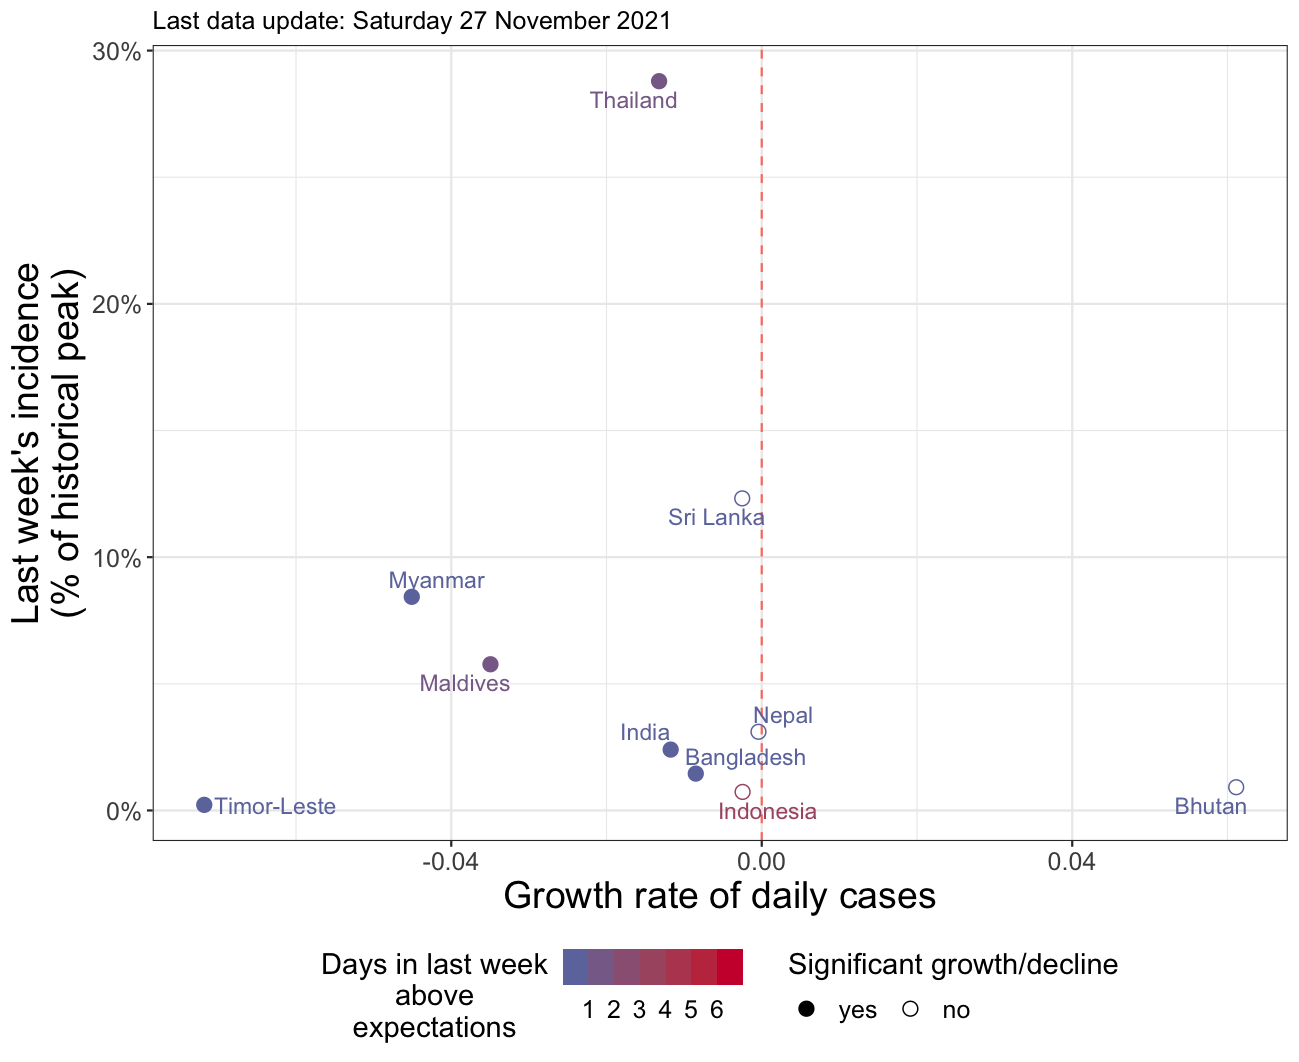 Last data update: Saturday 27 November 2021
30%
20%
10%
0%
Last week's incidence
(% of historical peak)
Thailand
Sri Lanka
Myanmar
Maldives
Nepal
India
Bangladesh
Timor-Leste
Indonesia
Bhutan
-0.04
0.00
0.04
Growth rate of daily cases
Days in last week
above
expectations
1 2 3 4 5 6
Significant growth/decline
yes no